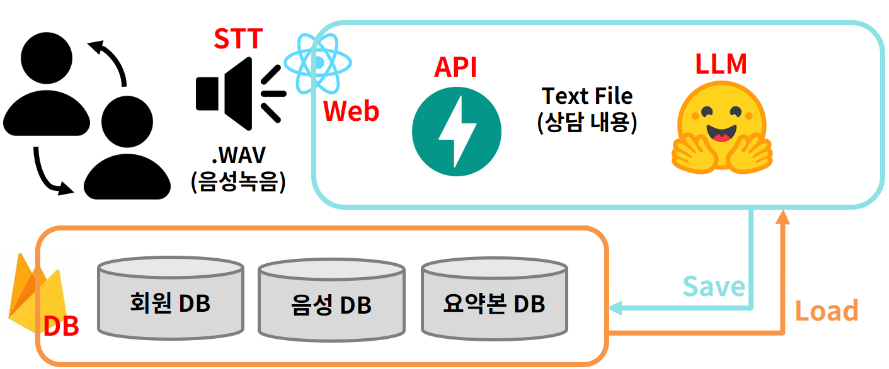 STT
.WAV
(음성녹음)
Web
API
Text File
(상담 내용)
LLM
DB
회원 DB
음성 DB
요약본 DB
Save
Load